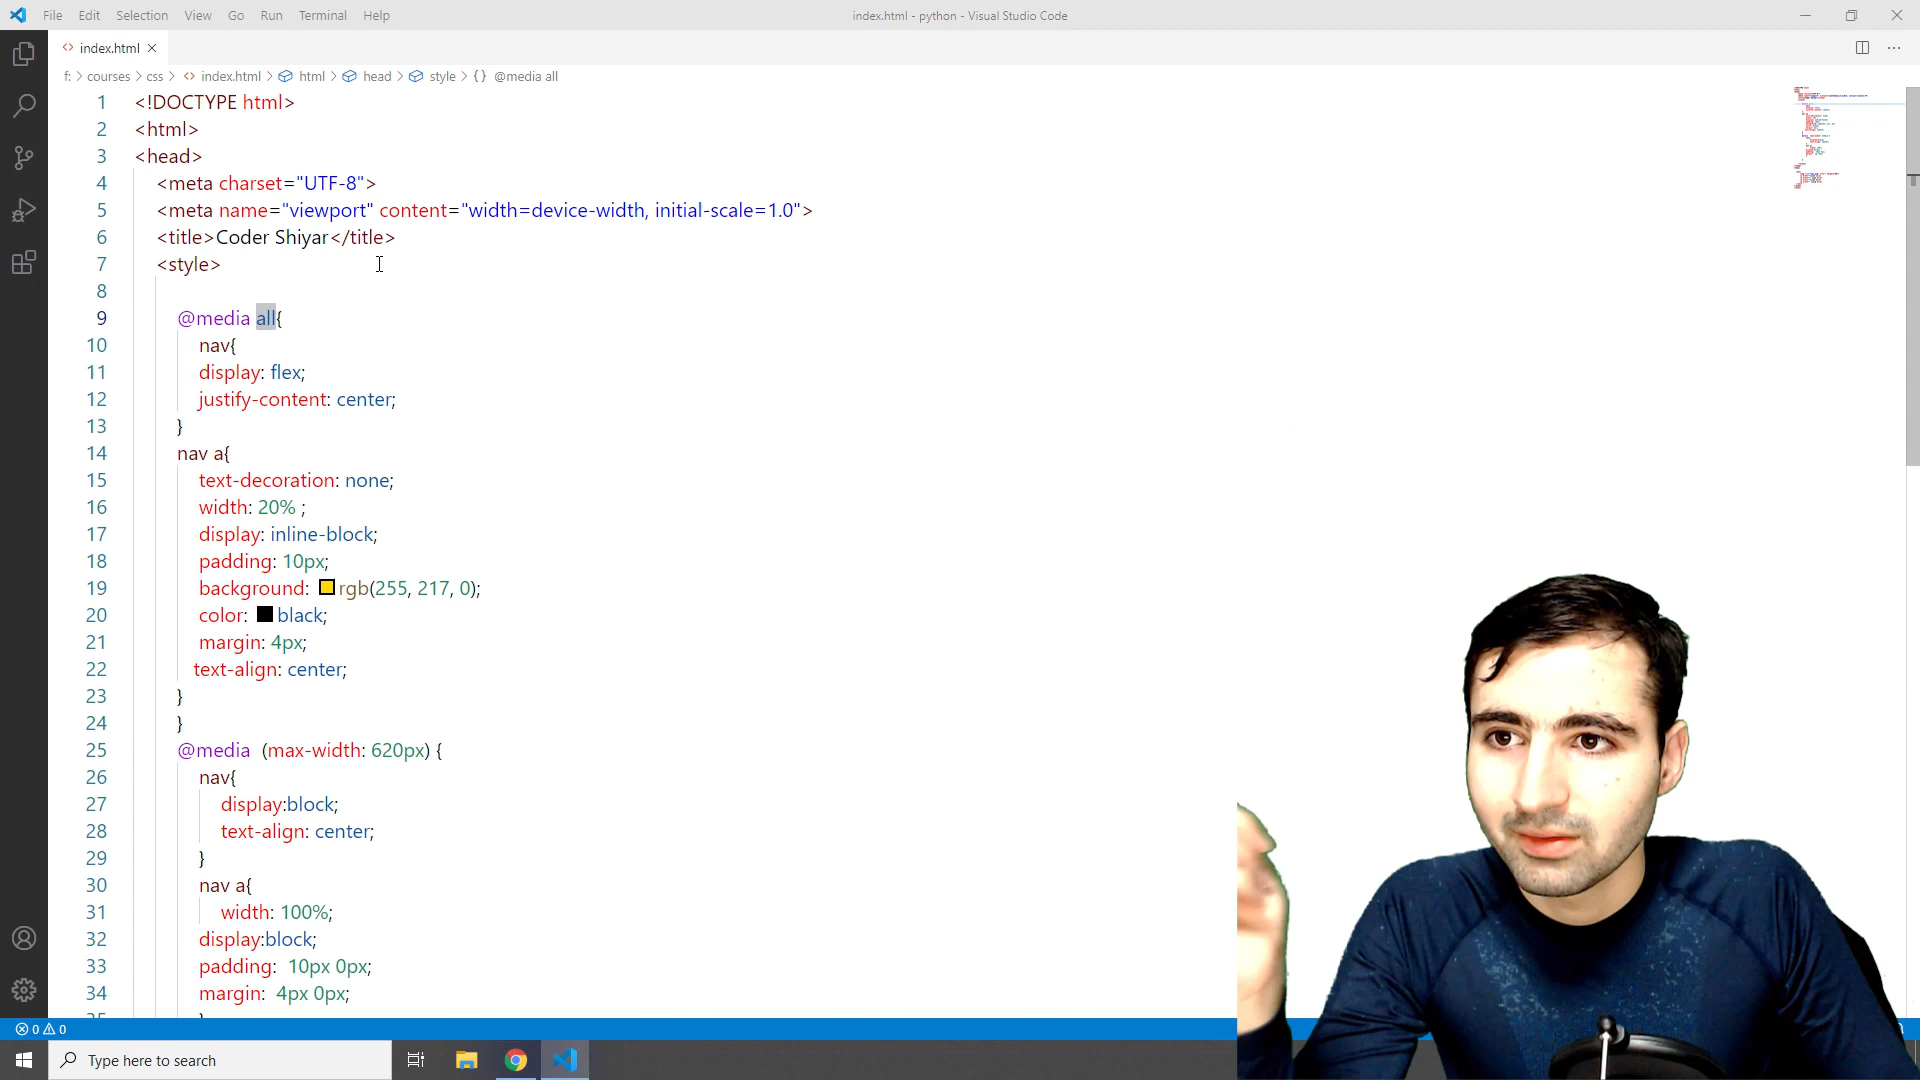 File Edit Selection View Go Run Terminal Help
index.html - python - Visual Studio Code
index.html
f: > courses > css > index.html > html > head > style > {} @media all
1 <!DOCTYPE html>
2 <html>
3 <head>
4 <meta charset="UTF-8">
5 <meta name="viewport" content="width=device-width, initial-scale=1.0">
6 <title>Coder Shiyar</title>
7 <style>
8
9 @media all{
10 nav{
11 display: flex;
12 justify-content: center;
13 }
14 nav a{
15 text-decoration: none;
16 width: 20% ;
17 display: inline-block;
18 padding: 10px;
19 background: rgb(255, 217, 0);
20 color: black;
21 margin: 4px;
22 text-align: center;
23 }
24 }
25 @media (max-width: 620px) {
26 nav{
27 display:block;
28 text-align: center;
29 }
30 nav a{
31 width: 100%;
32 display:block;
33 padding: 10px 0px;
34 margin: 4px 0px;
0 0
Type here to search